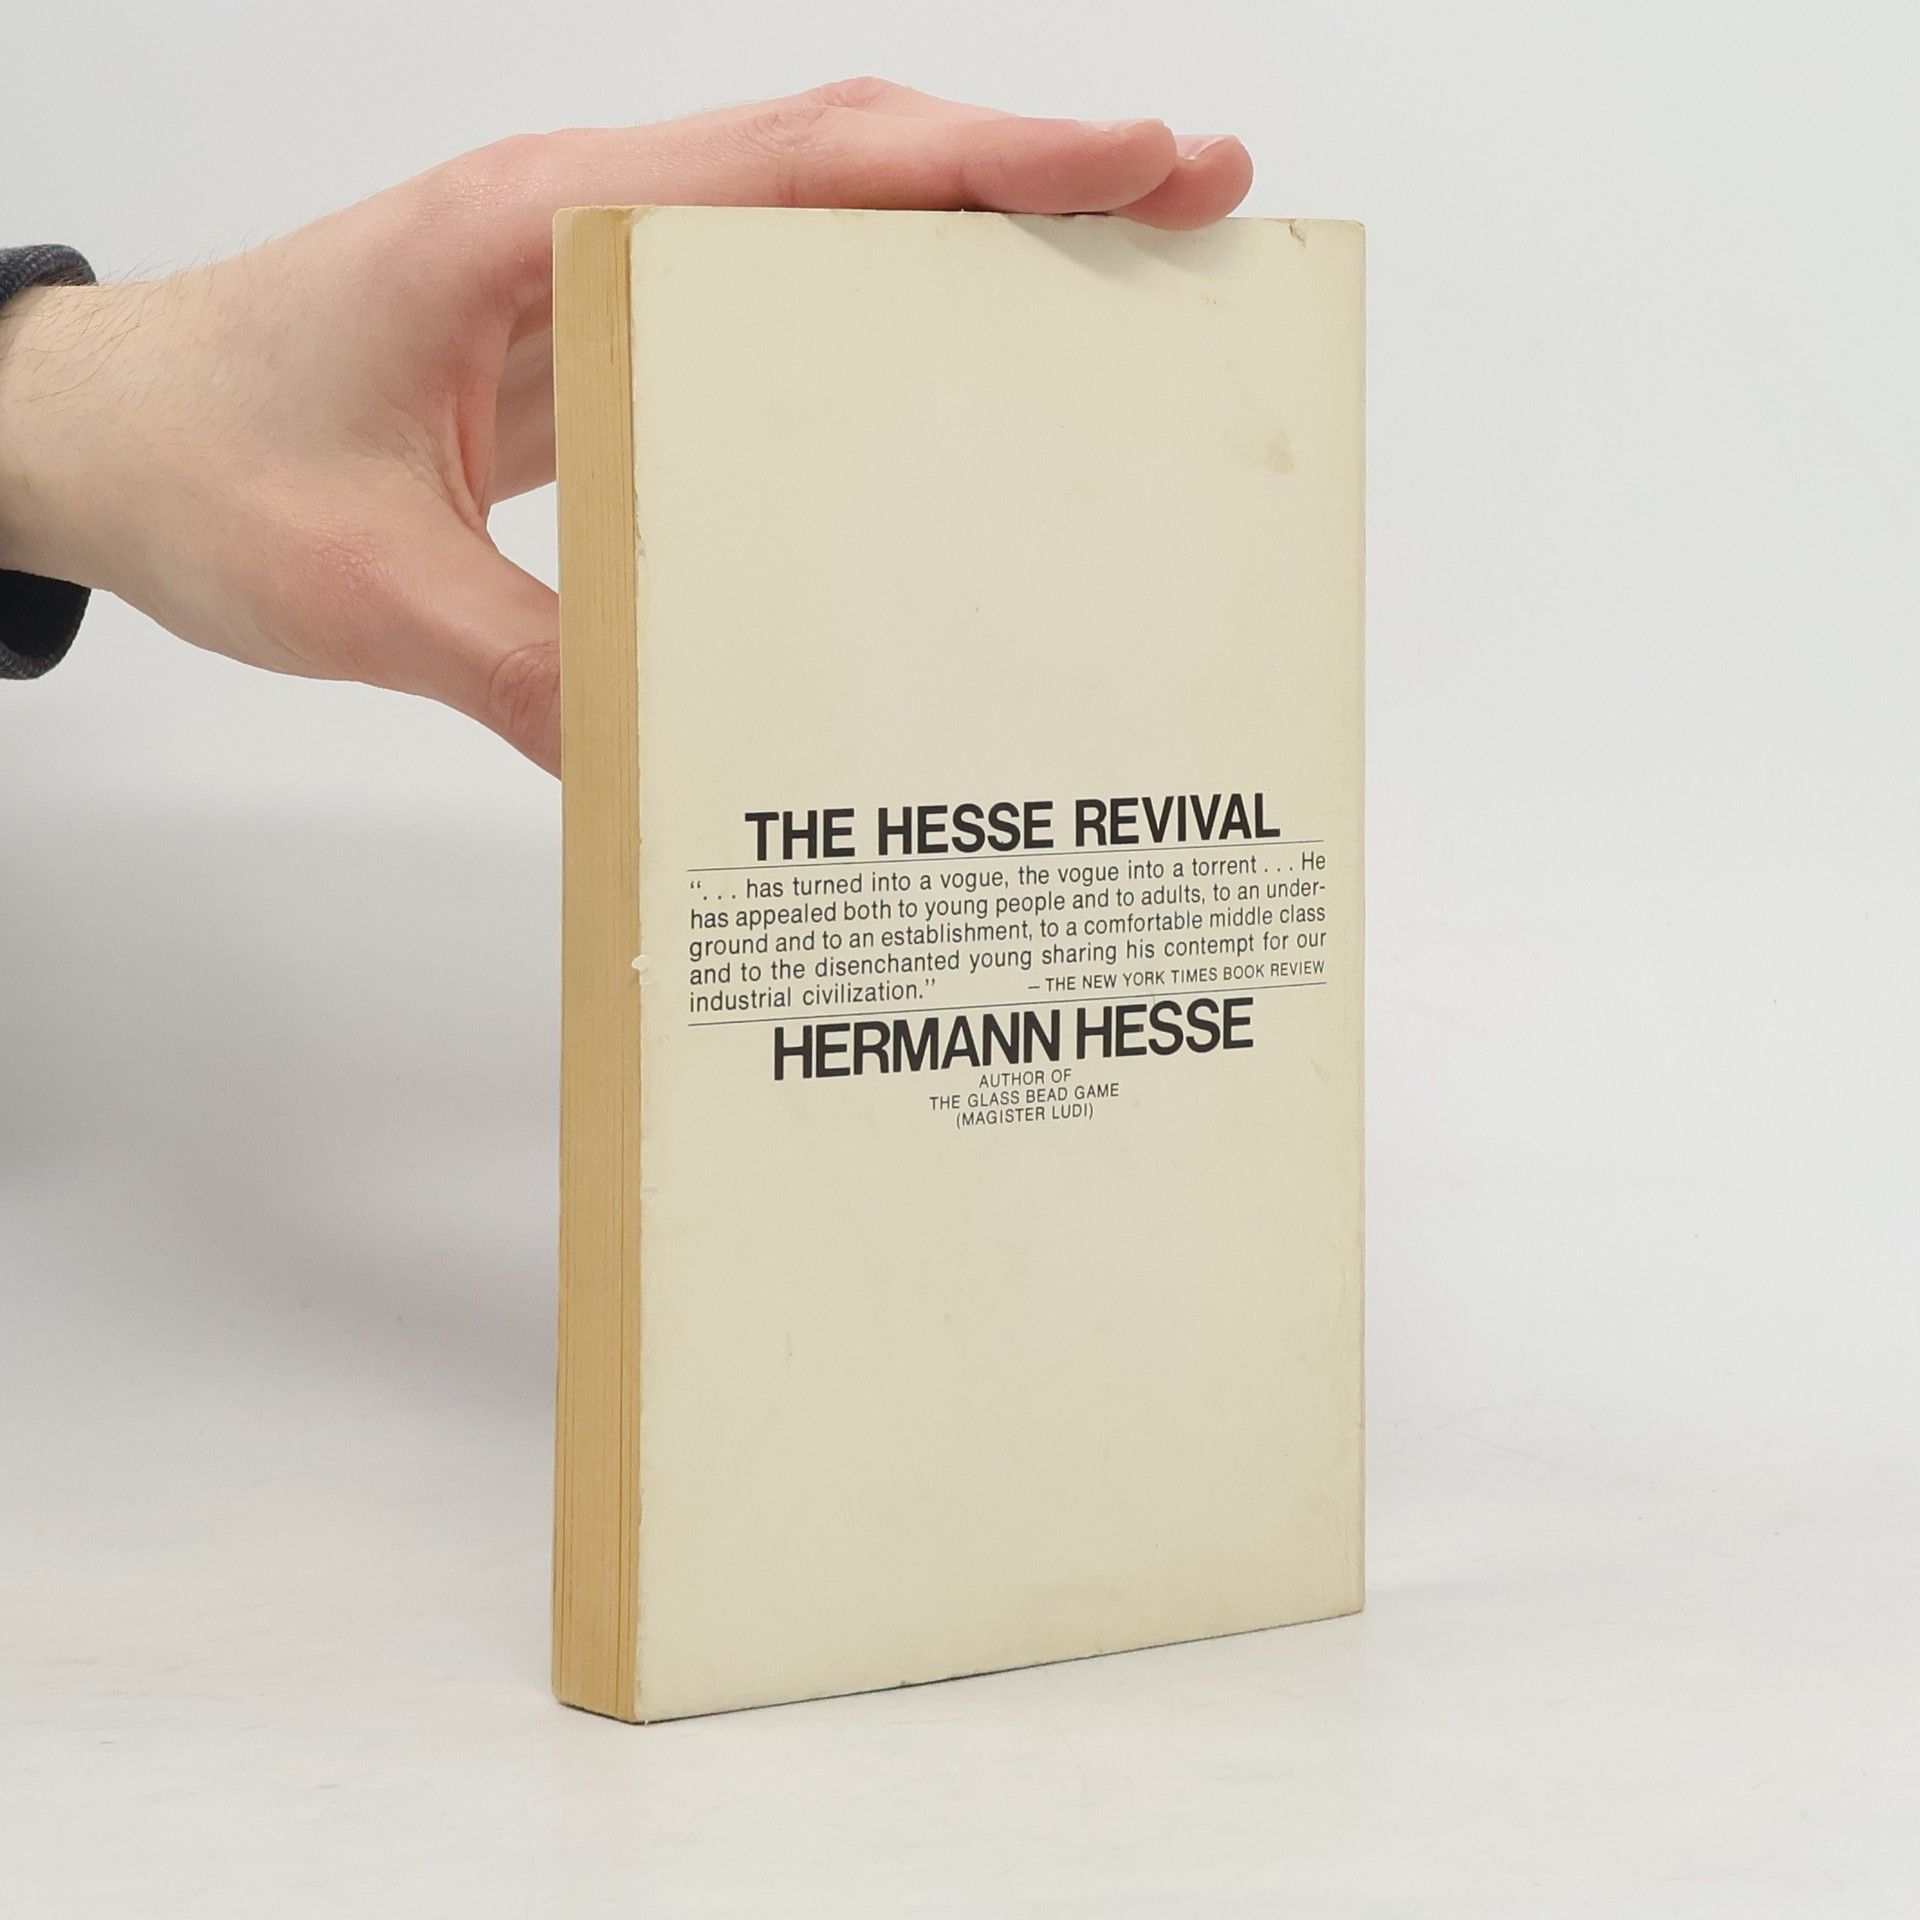 THE HESSE REVIVAL
“. . . has turned into a vogue, the vogue into a torrent . . . He
has appealed both to young people and to adults, to an under-
ground and to an establishment, to a comfortable middle class
and to the disenchanted young sharing his contempt for our
industrial civilization.” – THE NEW YORK TIMES BOOK REVIEW
HERMANN HESSE
AUTHOR OF
THE GLASS BEAD GAME
(MAGISTER LUDI)